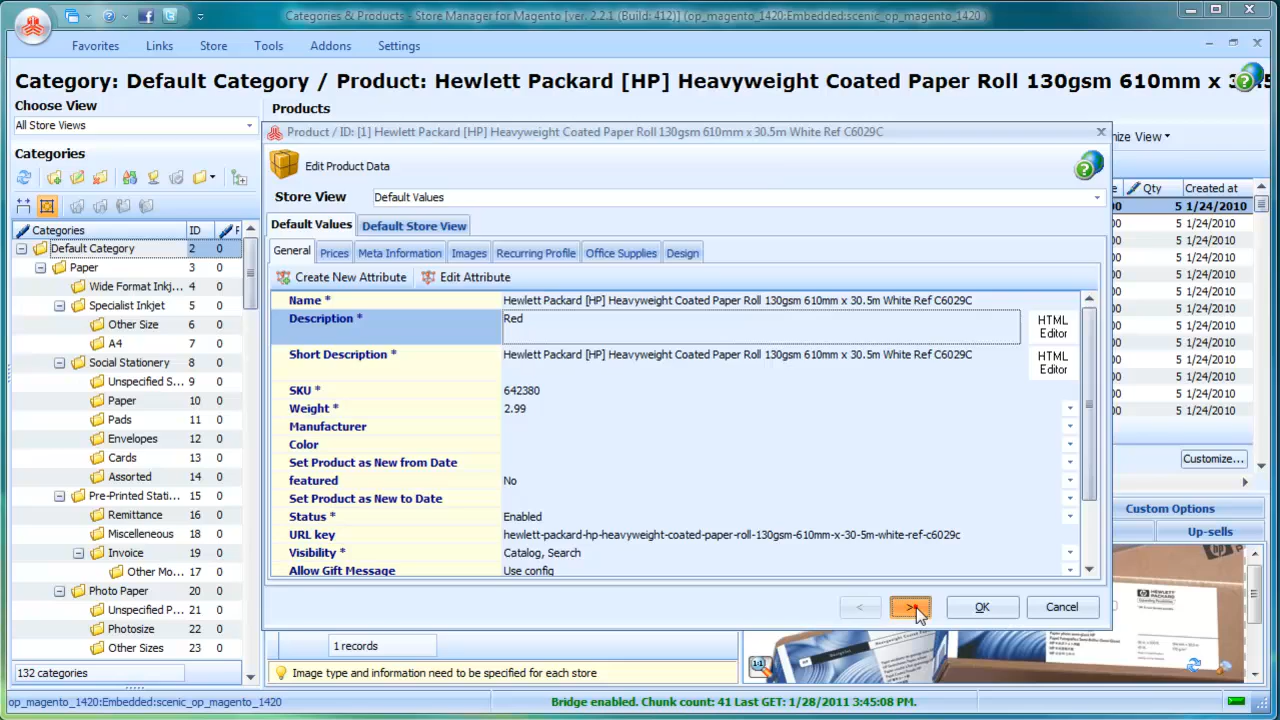 Categories & Products - Store Manager for Magento [ver. 2.2.1 (Build: 412)] (op_magento_1420:Embedded:scenic_op_magento_1420 )
Favorites Links Store Tools Addons Settings
Category: Default Category / Product: Hewlett Packard [HP] Heavyweight Coated Paper Roll 130gsm 610mm x 30.5
Choose View
All Store Views
Products
Categories
Product / ID: [1] Hewlett Packard [HP] Heavyweight Coated Paper Roll 130gsm 610mm x 30.5m White Ref C6029C
View
Edit Product Data
Store View Default Values
Default Values Default Store View
General Prices Meta Information Images Recurring Profile Office Supplies Design
Create New Attribute Edit Attribute
Name * Hewlett Packard [HP] Heavyweight Coated Paper Roll 130gsm 610mm x 30.5m White Ref C6029C
Description * Red
HTML Editor
Short Description * Hewlett Packard [HP] Heavyweight Coated Paper Roll 130gsm 610mm x 30.5m White Ref C6029C
HTML Editor
SKU * 642380
Weight * 2.99
Manufacturer
Color
Set Product as New from Date
featured No
Set Product as New to Date
Status * Enabled
URL key hewlett-packard-hp-heavyweight-coated-paper-roll-130gsm-610mm-x-30-5m-white-ref-c6029c
Visibility * Catalog, Search
Allow Gift Message Use config
< > OK Cancel
Categories ID
Default Category 2 0
Paper 3 0
Wide Format Inkj... 4 0
Specialist Inkjet 5 0
Other Size 6 0
A4 7 0
Social Stationery 8 0
Unspecified S... 9 0
Paper 10 0
Pads 11 0
Envelopes 12 0
Cards 13 0
Assorted 14 0
Pre-Printed Stati... 15 0
Remittance 16 0
Miscellaneous 18 0
Invoice 19 0
Other Mo... 17 0
Photo Paper 20 0
Unspecified P... 21 0
Photosize 22 0
Other Sizes 23 0
132 categories
Qty Created at
5 1/24/2010
5 1/24/2010
5 1/24/2010
5 1/24/2010
5 1/24/2010
5 1/24/2010
5 1/24/2010
5 1/24/2010
5 1/24/2010
5 1/24/2010
5 1/24/2010
5 1/24/2010
5 1/24/2010
Customize...
Custom Options
Up-sells
1 records
Image type and information need to be specified for each store
1:1
op_magento_1420:Embedded:scenic_op_magento_1420
Bridge enabled. Chunk count: 41 Last GET: 1/28/2011 3:45:08 PM.